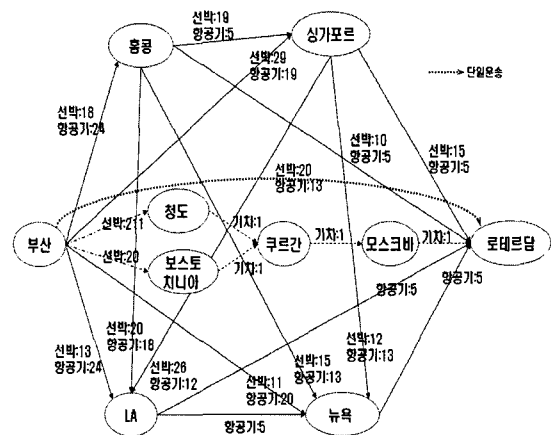 선박:19
항공기:5
홍콩
싱가포르
선박:29
항공기:19
단일운송
선박:18
항공기:24
선박:10
항공기:5
선박:15
항공기:5
선박:20
항공기:13
청도
선박:211
기차:1
부산
쿠르간
기차:1
모스크비
기차:1
로테르담
선박:20
보스토
치니아
기차:1
항공기:5
항공기:5
선박:13
항공기:24
선박:20
항공기:18
선박:26
항공기:12
선박:11
항공기:20
선박:15
항공기:13
선박:12
항공기:13
LA
항공기:5
뉴욕